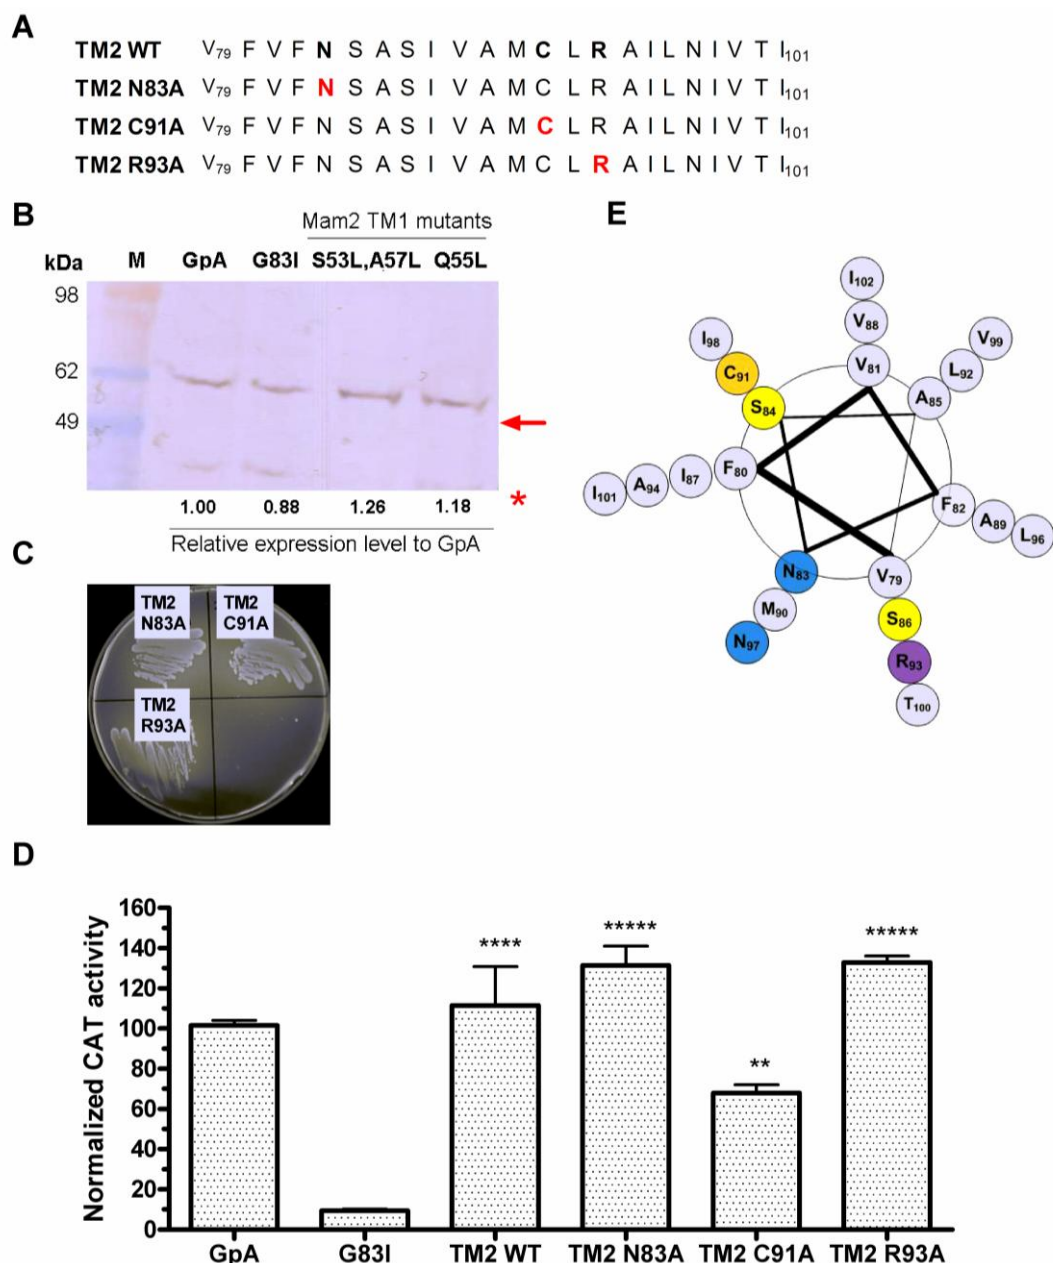 A
TM2 WT V79 F V F N S A S I V A M C L R A I L N I V T I101
TM2 N83A V79 F V F N S A S I V A M C L R A I L N I V T I101
TM2 C91A V79 F V F N S A S I V A M C L R A I L N I V T I101
TM2 R93A V79 F V F N S A S I V A M C L R A I L N I V T I101
B
Mam2 TM1 mutants
kDa M GpA G83I S53L,A57L Q55L
98
62
49
*
1.00 0.88 1.26 1.18
Relative expression level to GpA
E
I102
V88
V81
I98
C91
S84
V99
L92
A85
I101 A94 I87 F80
F82 A89 L96
N83
M90
N97
V79
S86
R93
T100
C
TM2
N83A
TM2
C91A
TM2
R93A
D
Normalized CAT activity
160
140
120
100
80
60
40
20
0
****
*****
**
*****
GpA G83I TM2 WT TM2 N83A TM2 C91A TM2 R93A